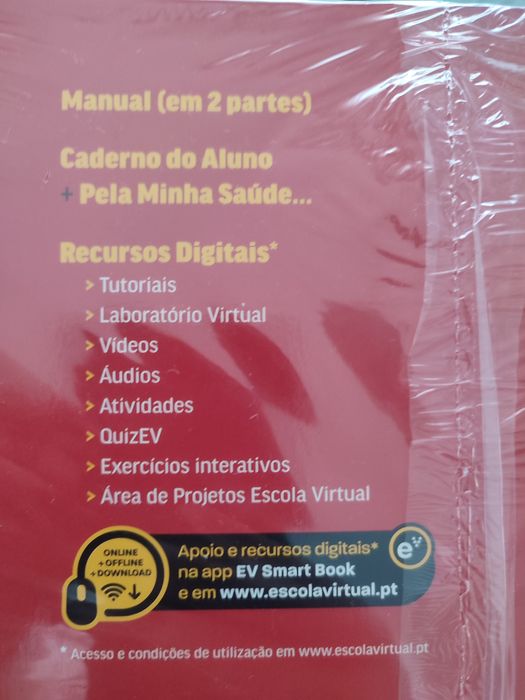 Manual (em 2 partes)
Caderno do Aluno
+ Pela Minha Saúde...
Recursos Digitais*
> Tutoriais
> Laboratório Virtual
> Vídeos
> Áudios
> Atividades
> QuizEV
> Exercícios interativos
> Área de Projetos Escola Virtual
ONLINE
+ OFFLINE
+ DOWNLOAD
Apoio e recursos digitais*
na app EV Smart Book
e em www.escolavirtual.pt
ev
* Acesso e condições de utilização em www.escolavirtual.pt